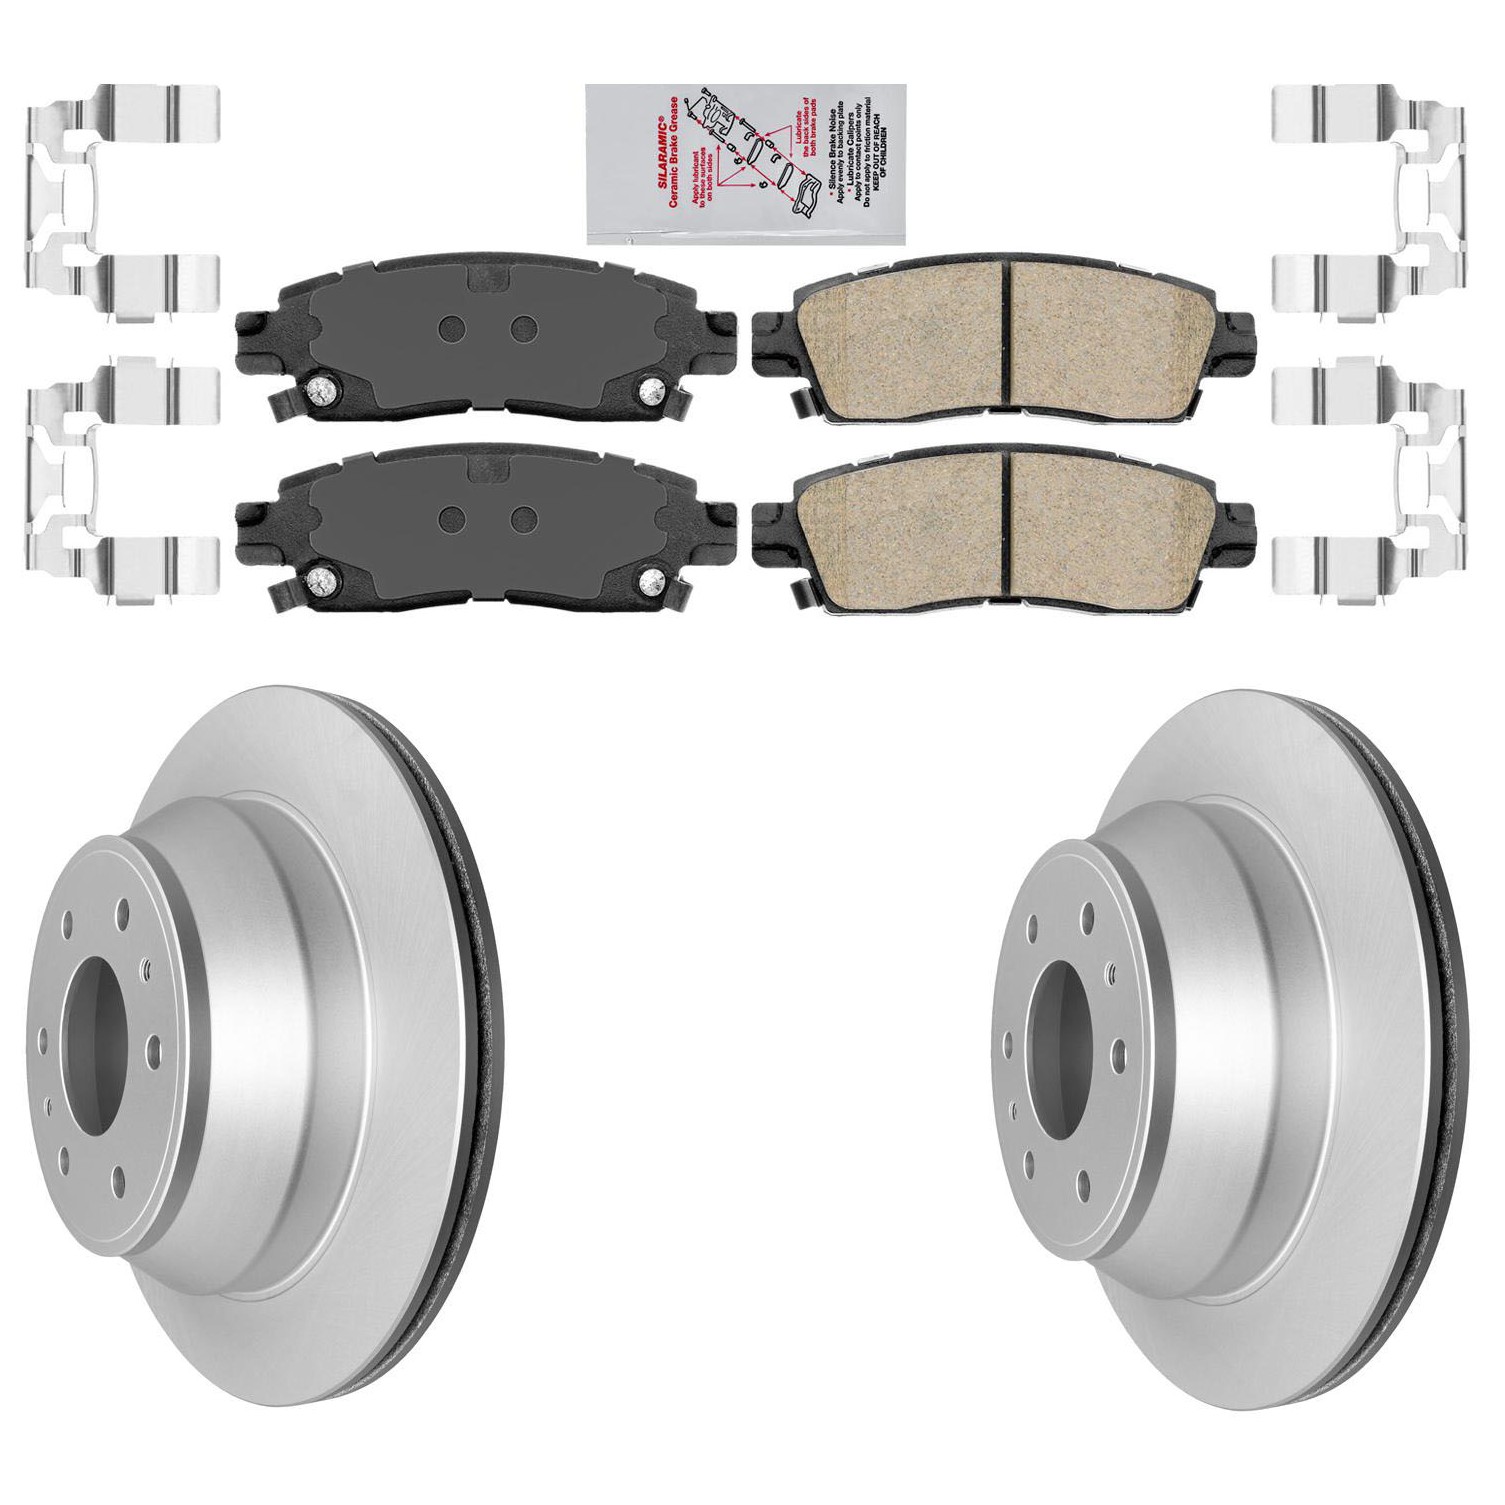 SILARAMIC®
Ceramic Brake Grease
Apply lubricant
to these surfaces
on both sides
Lubricate
the back sides of
both brake pads
* Silence Brake Noise
Apply evenly to backing plate
* Lubricate Calipers
Apply to contact points only
Do not apply to friction material
KEEP OUT OF REACH
OF CHILDREN